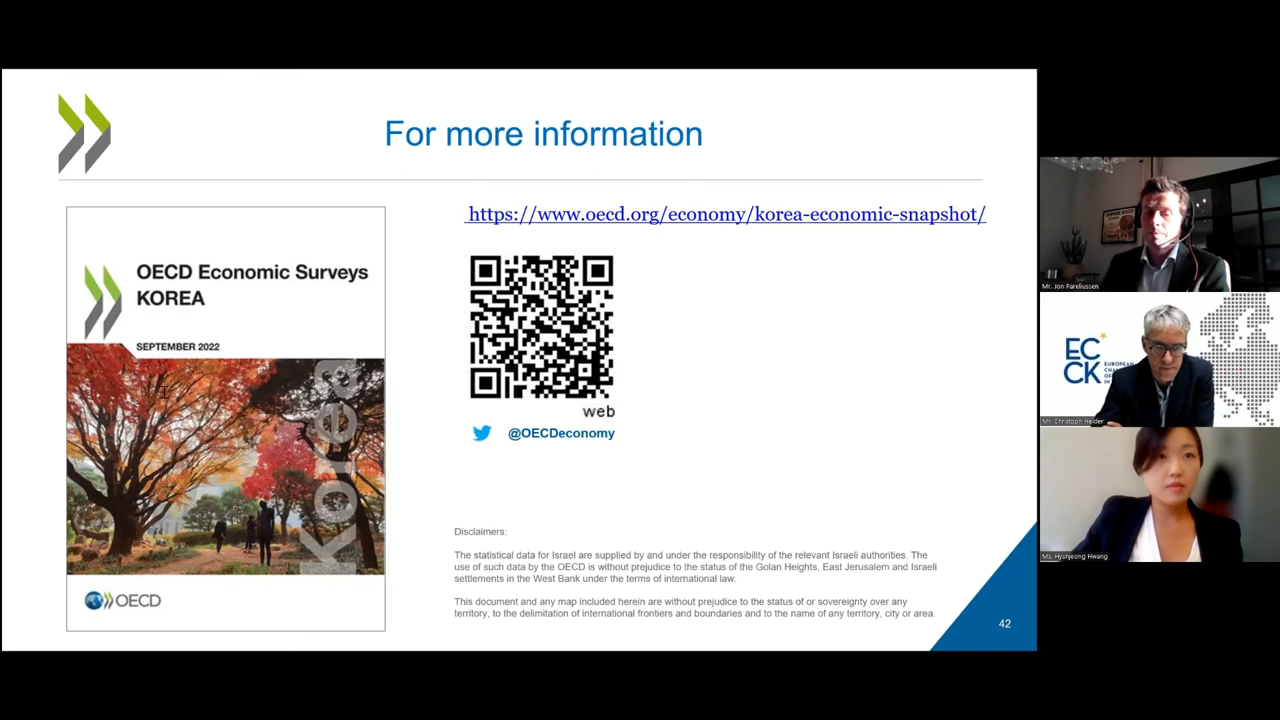 For more information
https://www.oecd.org/economy/korea-economic-snapshot/
OECD Economic Surveys
KOREA
SEPTEMBER 2022
Korea
OECD
web
@OECDeconomy
Disclaimers:
The statistical data for Israel are supplied by and under the responsibility of the relevant Israeli authorities. The
use of such data by the OECD is without prejudice to the status of the Golan Heights, East Jerusalem and Israeli
settlements in the West Bank under the terms of international law.
This document and any map included herein are without prejudice to the status of or sovereignty over any
territory, to the delimitation of international frontiers and boundaries and to the name of any territory, city or area.
42
Mr. Jon Pareliussen
EC
CK
EUROPEAN
Mr. Christoph Heider
Ms. Hyunjeong Hwang